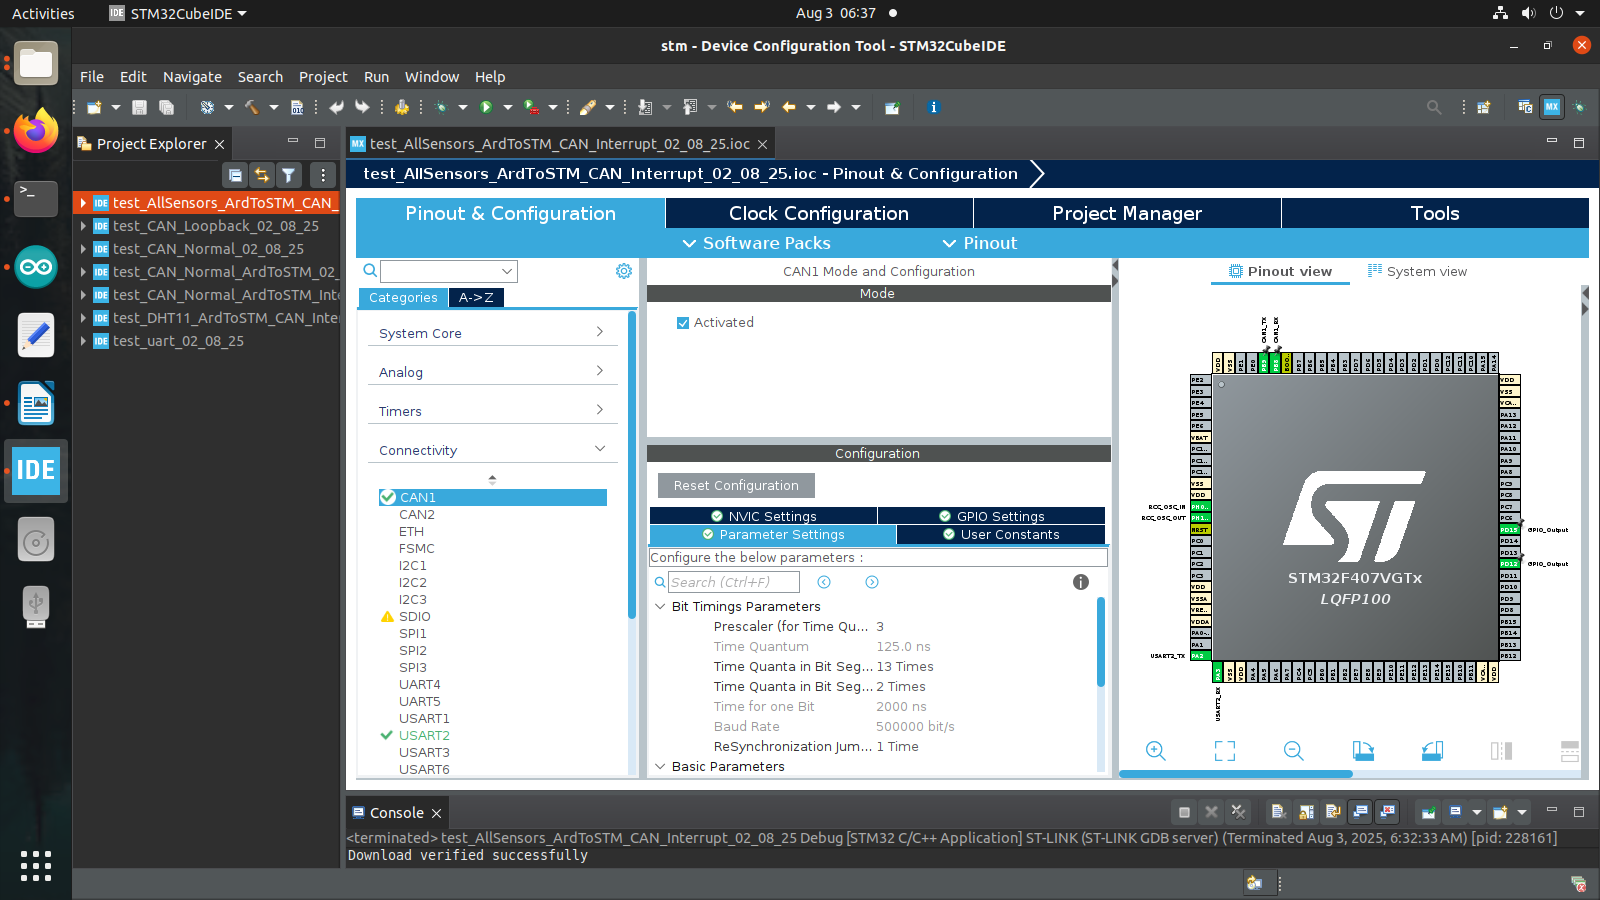 Activities
STM32CubeIDE
Aug 3 06:37
stm - Device Configuration Tool - STM32CubeIDE
File Edit Navigate Search Project Run Window Help
Project Explorer
test_AllSensors_ArdToSTM_CAN_
test_CAN_Loopback_02_08_25
test_CAN_Normal_02_08_25
test_CAN_Normal_ArdToSTM_02_
test_CAN_Normal_ArdToSTM_Inte
test_DHT11_ArdToSTM_CAN_Inter
test_uart_02_08_25
test_AllSensors_ArdToSTM_CAN_Interrupt_02_08_25.ioc
test_AllSensors_ArdToSTM_CAN_Interrupt_02_08_25.ioc - Pinout & Configuration
Pinout & Configuration
Clock Configuration
Project Manager
Tools
Software Packs
Pinout
Categories
A->Z
System Core
Analog
Timers
Connectivity
CAN1
CAN2
ETH
FSMC
I2C1
I2C2
I2C3
SDIO
SPI1
SPI2
SPI3
UART4
UART5
USART1
USART2
USART3
USART6
CAN1 Mode and Configuration
Mode
Activated
Configuration
Reset Configuration
NVIC Settings
GPIO Settings
Parameter Settings
User Constants
Configure the below parameters :
Search (Ctrl+F)
Bit Timings Parameters
Prescaler (for Time Qu... 3
Time Quantum 125.0 ns
Time Quanta in Bit Seg... 13 Times
Time Quanta in Bit Seg... 2 Times
Time for one Bit 2000 ns
Baud Rate 500000 bit/s
ReSynchronization Jum... 1 Time
Basic Parameters
Pinout view
System view
CAN1_TX
CAN1_RX
RCC_OSC_IN
RCC_OSC_OUT
USART2_TX
USART2_RX
GPIO_Output
GPIO_Output
STM32F407VGTx
LQFP100
Console
<terminated> test_AllSensors_ArdToSTM_CAN_Interrupt_02_08_25 Debug [STM32 C/C++ Application] ST-LINK (ST-LINK GDB server) (Terminated Aug 3, 2025, 6:32:33 AM) [pid: 228161]
Download verified successfully